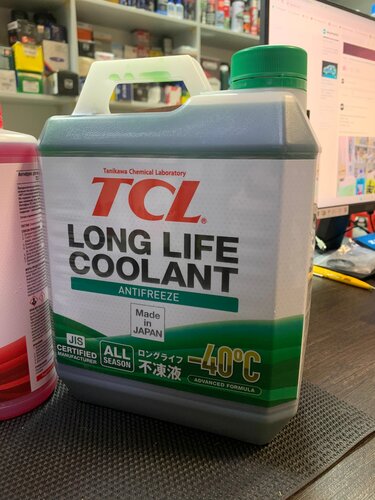 Tanikawa Chemical Laboratory
TCL®
LONG LIFE
COOLANT
ANTIFREEZE
Made
in
JAPAN
JIS
CERTIFIED
MANUFACTURER
ALL
SEASON
ロングライフ
不凍液
-40°C
ADVANCED FORMULA